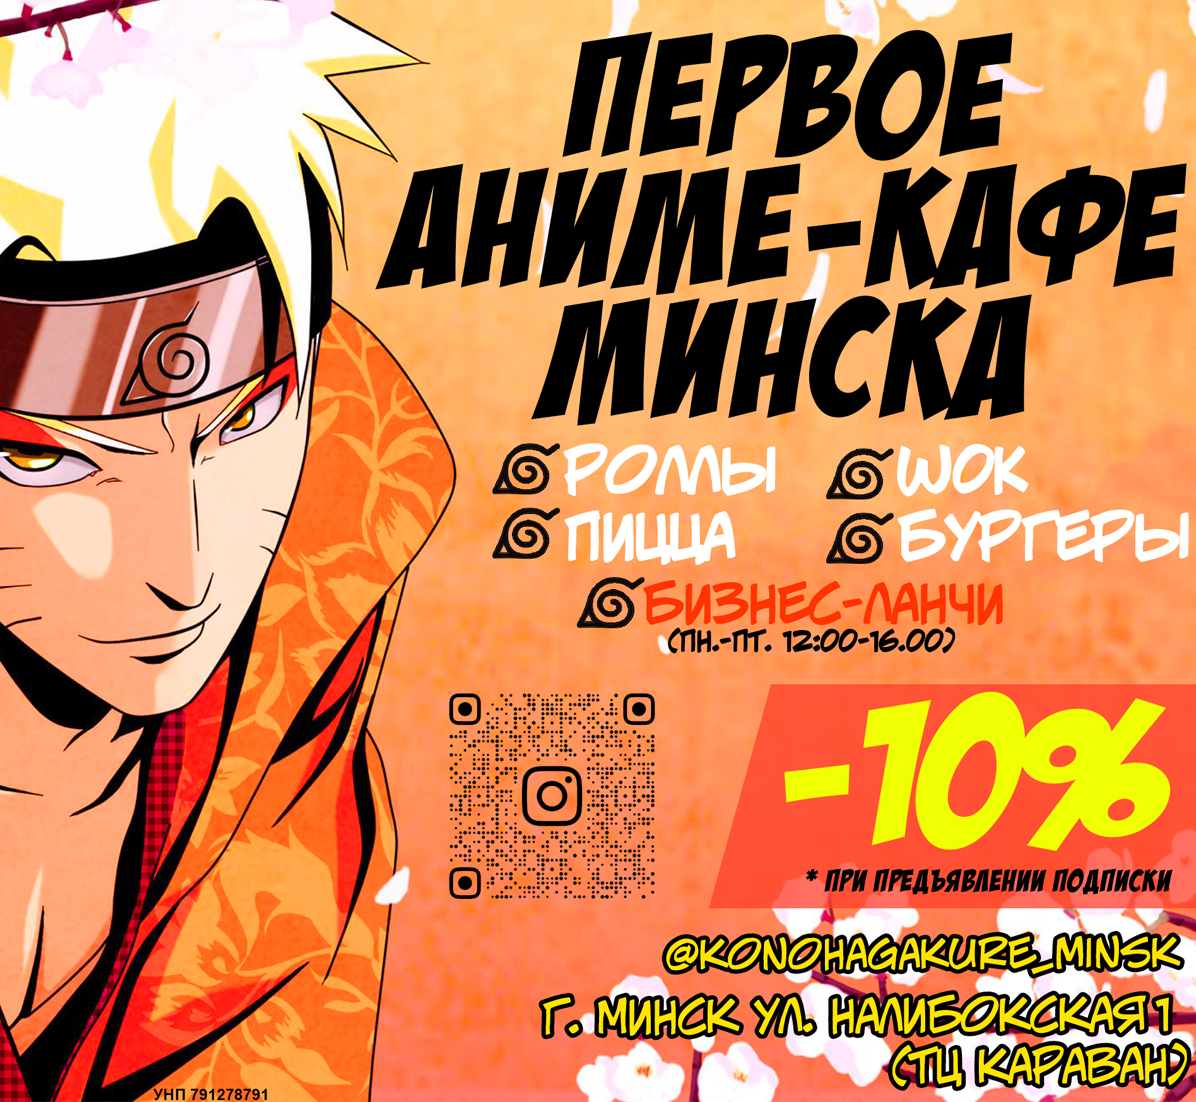 ПЕРВОЕ
АНИМЕ-КАФЕ
МИНСКА
РОМЫ
WOK
ПИЦЦА
БУРГЕРЫ
БИЗНЕС-ЛАНЧИ
(ПН.-ПТ. 12:00-16.00)
-10%
* ПРИ ПРЕДЪЯВЛЕНИИ ПОДПИСКИ
@KONOHAGAKURE_MINSK
Г. МИНСК УЛ. НАЛИБОКСКАЯ 1
(ТЦ КАРАВАН)
УНП 791278791